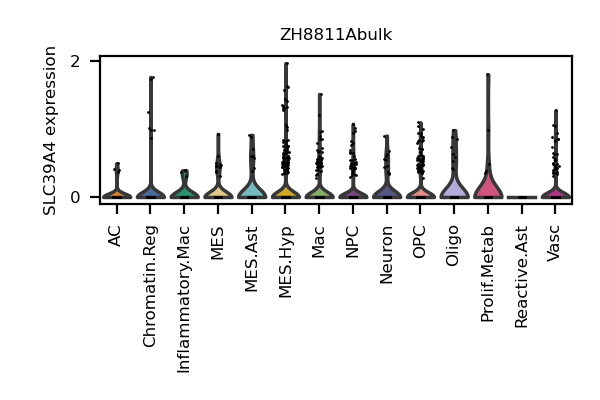 ZH8811Abulk
SLC39A4 expression
2
0
AC
Chromatin.Reg
Inflammatory.Mac
MES
MES.Ast
MES.Hyp
Mac
NPC
Neuron
OPC
Oligo
Prolif.Metab
Reactive.Ast
Vasc